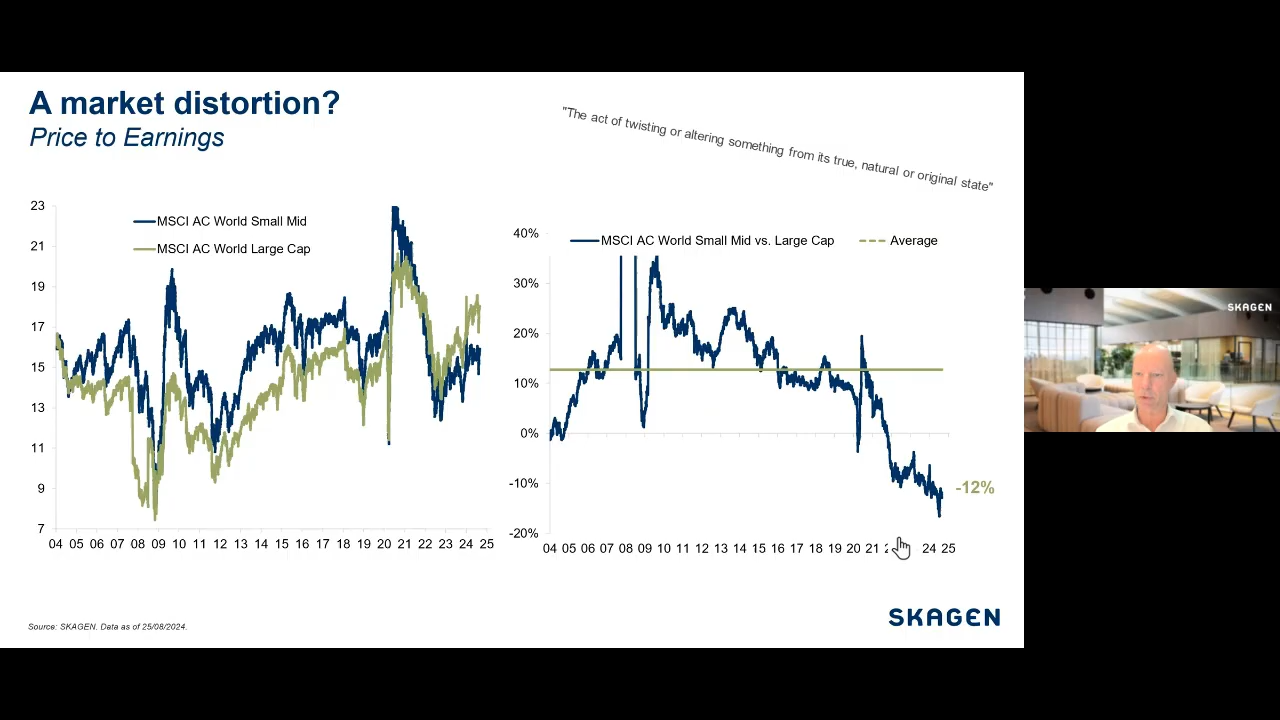 A market distortion?
Price to Earnings
"The act of twisting or altering something from its true, natural or original state"
MSCI AC World Small Mid
MSCI AC World Large Cap
23
21
19
17
15
13
11
9
7
04 05 06 07 08 09 10 11 12 13 14 15 16 17 18 19 20 21 22 23 24 25
MSCI AC World Small Mid vs. Large Cap
Average
40%
30%
20%
10%
0%
-10%
-20%
-12%
04 05 06 07 08 09 10 11 12 13 14 15 16 17 18 19 20 21 24 25
Source: SKAGEN. Data as of 25/08/2024.
SKAGEN
SKAGEN